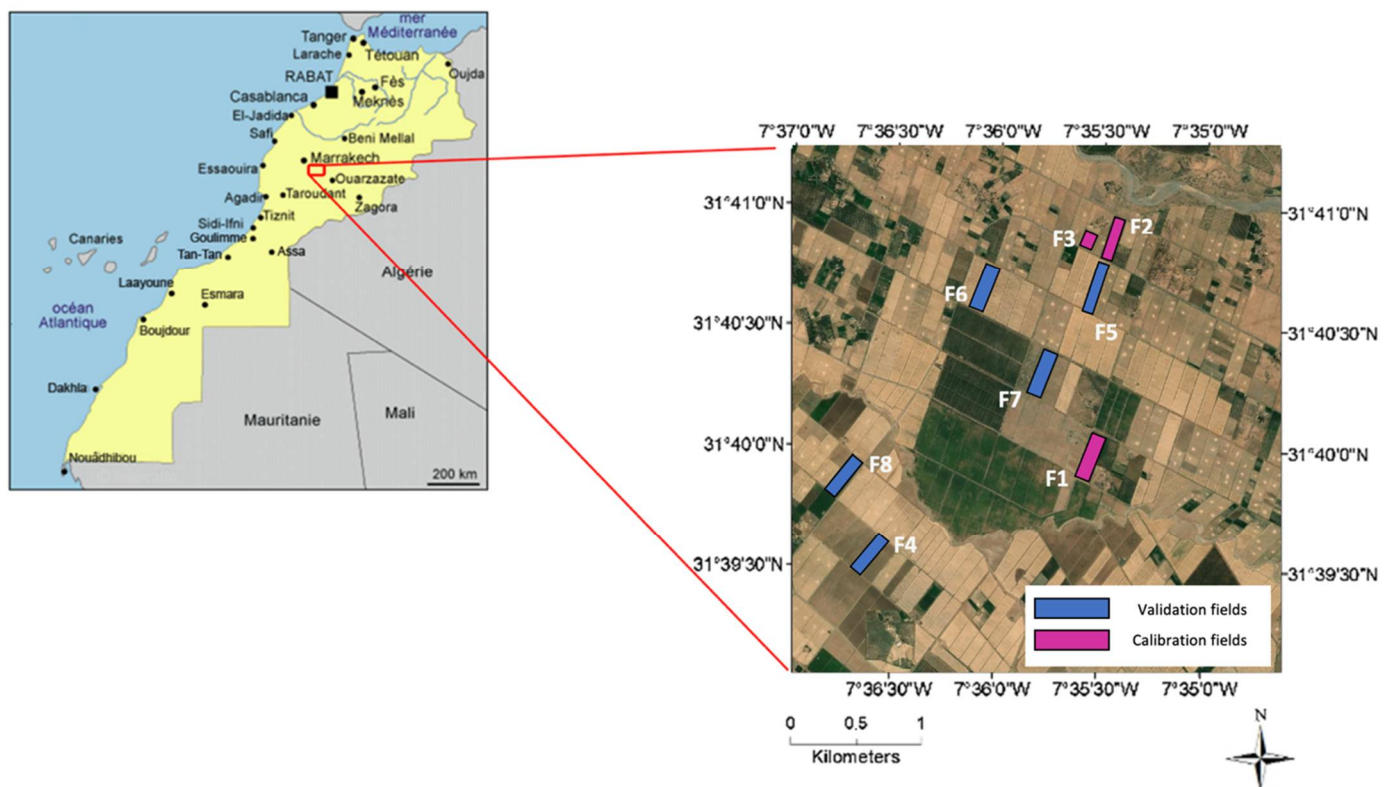 mer
Méditerranée
Tanger
Tétouan
Larache
Oujda
RABAT
Fès
Meknès
Casablanca
El-Jadida
Safi
Beni Mellal
Marrakech
Essaouira
Ouarzazate
Agadir
Taroudant
Zagora
Tiznit
Sidi-Ifni
Goulimme
Canaries
Tan-Tan
Assa
Algérie
Laayoune
Esmara
océan
Atlantique
Boujdour
Dakhla
Mauritanie
Mali
Nouâdhibou
200 km
7°37'0"W 7°36'30"W 7°36'0"W 7°35'30"W 7°35'0"W
31°41'0"N
31°41'0"N
F3
F2
F6
F5
31°40'30"N
31°40'30"N
F7
31°40'0"N
31°40'0"N
F8
F1
F4
31°39'30"N
31°39'30"N
Validation fields
Calibration fields
7°36'30"W 7°36'0"W 7°35'30"W 7°35'0"W
0 0.5 1
Kilometers
N